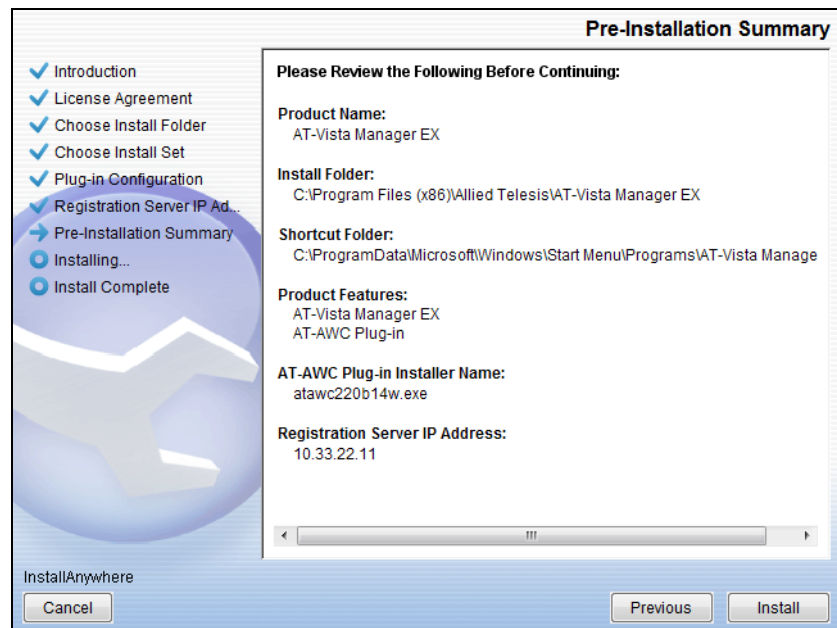 Pre-Installation Summary
Introduction
License Agreement
Choose Install Folder
Choose Install Set
Plug-in Configuration
Registration Server IP Ad...
Pre-Installation Summary
Installing...
Install Complete
Please Review the Following Before Continuing:
Product Name:
AT-Vista Manager EX
Install Folder:
C:\Program Files (x86)\Allied Telesis\AT-Vista Manager EX
Shortcut Folder:
C:\ProgramData\Microsoft\Windows\Start Menu\Programs\AT-Vista Manage
Product Features:
AT-Vista Manager EX
AT-AWC Plug-in
AT-AWC Plug-in Installer Name:
atawc220b14w.exe
Registration Server IP Address:
10.33.22.11
InstallAnywhere
Cancel
Previous
Install